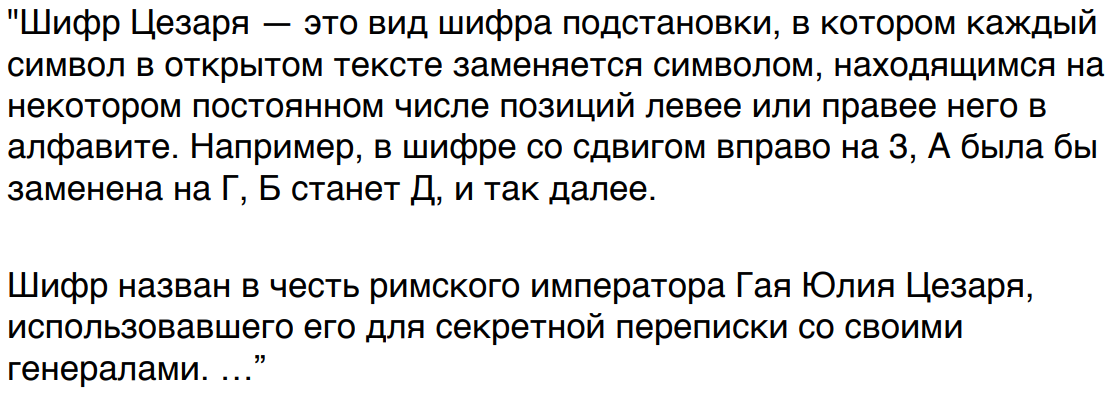 "Шифр Цезаря — это вид шифра подстановки, в котором каждый
символ в открытом тексте заменяется символом, находящимся на
некотором постоянном числе позиций левее или правее него в
алфавите. Например, в шифре со сдвигом вправо на 3, А была бы
заменена на Г, Б станет Д, и так далее.

Шифр назван в честь римского императора Гая Юлия Цезаря,
использовавшего его для секретной переписки со своими
генералами. …”